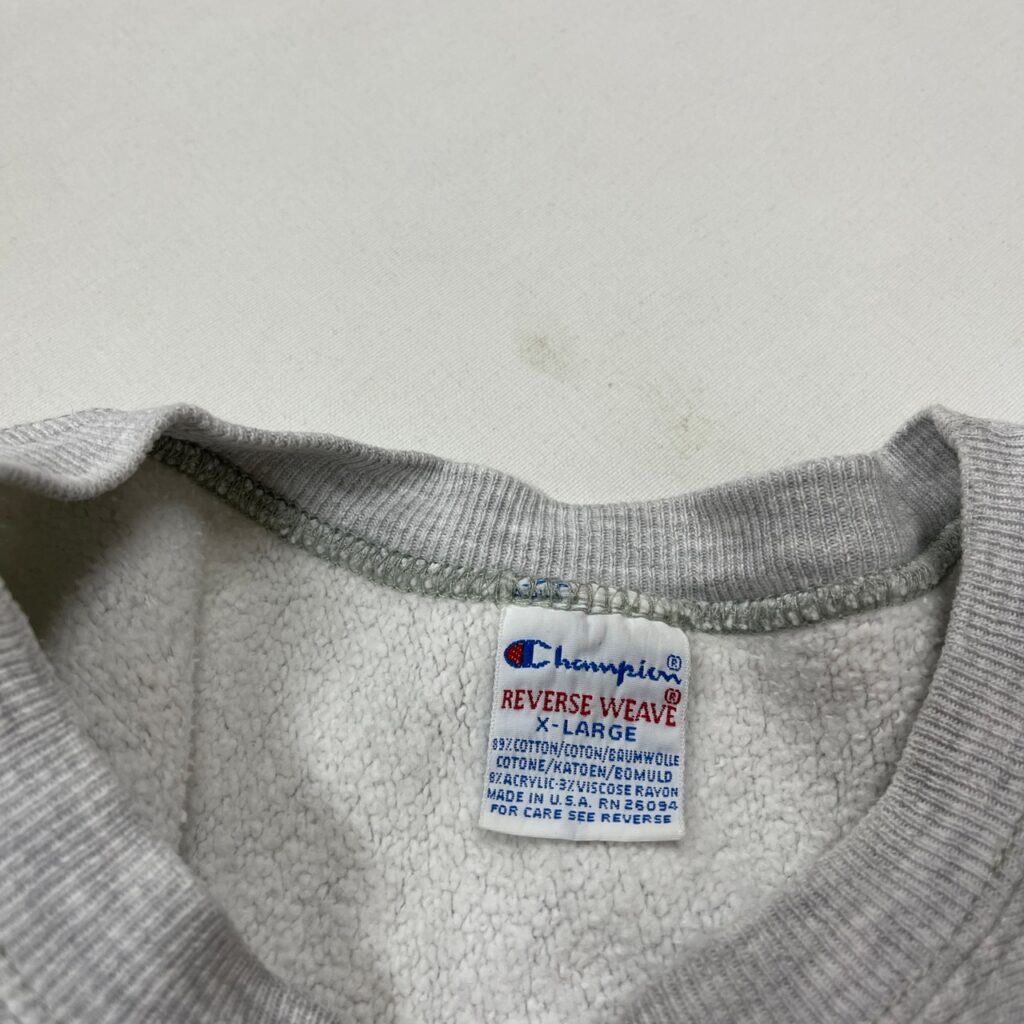 Champion®
REVERSE WEAVE®
X-LARGE
89% COTTON/COTON/BAUMWOLLE
COTONE/KATOEN/BOMULD
8% ACRYLIC·3% VISCOSE RAYON
MADE IN U.S.A. RN 26094
FOR CARE SEE REVERSE